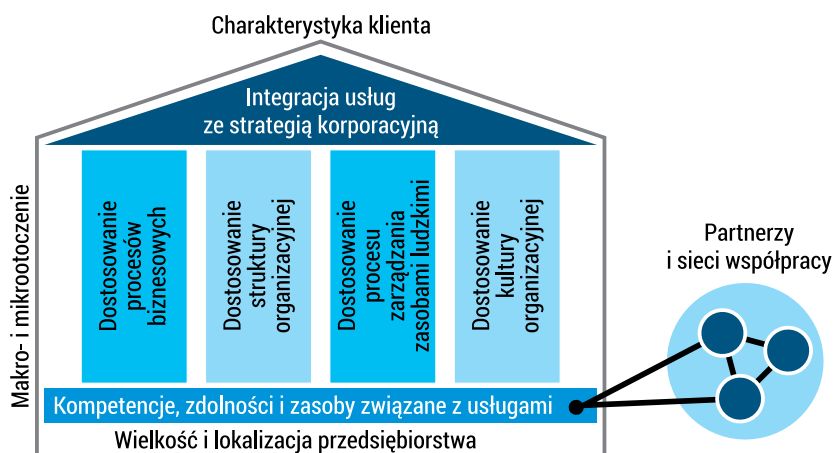 Charakterystyka klienta
Integracja usług
ze strategią korporacyjną
Makro- i mikrootoczenie
Dostosowanie
procesów
biznesowych
Dostosowanie
struktury
organizacyjnej
Dostosowanie
procesu
zarządzania
zasobami ludzkimi
Dostosowanie
kultury
organizacyjnej
Partnerzy
i sieci współpracy
Kompetencje, zdolności i zasoby związane z usługami
Wielkość i lokalizacja przedsiębiorstwa